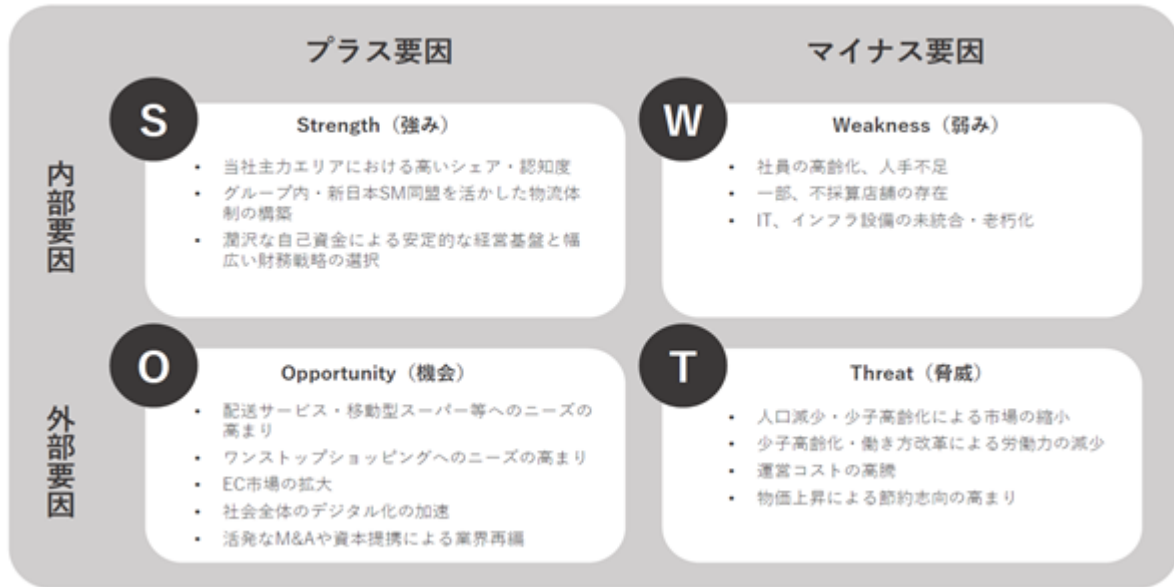 プラス要因
マイナス要因
内部要因
S
Strength（強み）
・ 当社主力エリアにおける高いシェア・認知度
・ グループ内・新日本SM同盟を活かした物流体
制の構築
・ 潤沢な自己資金による安定的な経営基盤と幅
広い財務戦略の選択
W
Weakness（弱み）
・ 社員の高齢化、人手不足
・ 一部、不採算店舗の存在
・ IT、インフラ設備の未統合・老朽化
外部要因
O
Opportunity（機会）
・ 配送サービス・移動型スーパー等へのニーズの
高まり
・ ワンストップショッピングへのニーズの高まり
・ EC市場の拡大
・ 社会全体のデジタル化の加速
・ 活発なM&Aや資本提携による業界再編
T
Threat（脅威）
・ 人口減少・少子高齢化による市場の縮小
・ 少子高齢化・働き方改革による労働力の減少
・ 運営コストの高騰
・ 物価上昇による節約志向の高まり